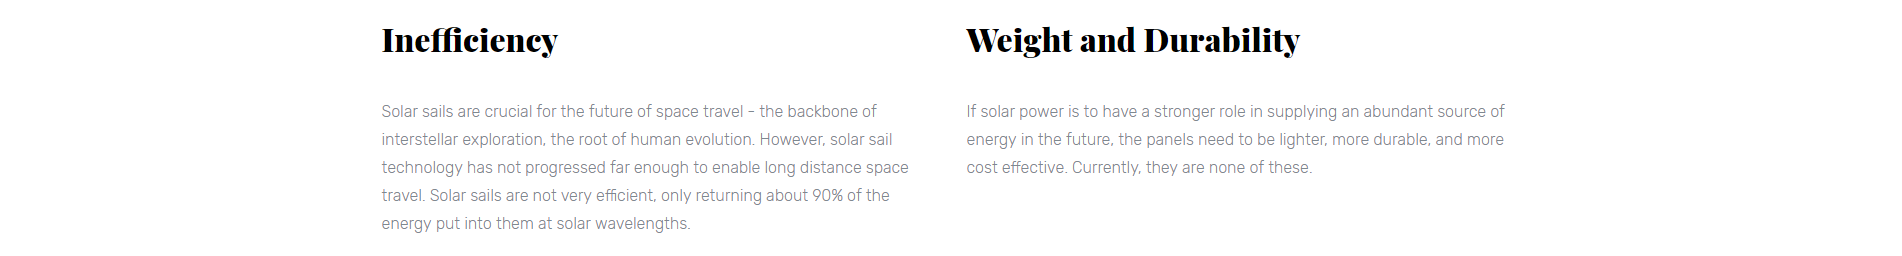 Inefficiency
Solar sails are crucial for the future of space travel - the backbone of
interstellar exploration, the root of human evolution. However, solar sail
technology has not progressed far enough to enable long distance space
travel. Solar sails are not very efficient, only returning about 90% of the
energy put into them at solar wavelengths.
Weight and Durability
If solar power is to have a stronger role in supplying an abundant source of
energy in the future, the panels need to be lighter, more durable, and more
cost effective. Currently, they are none of these.